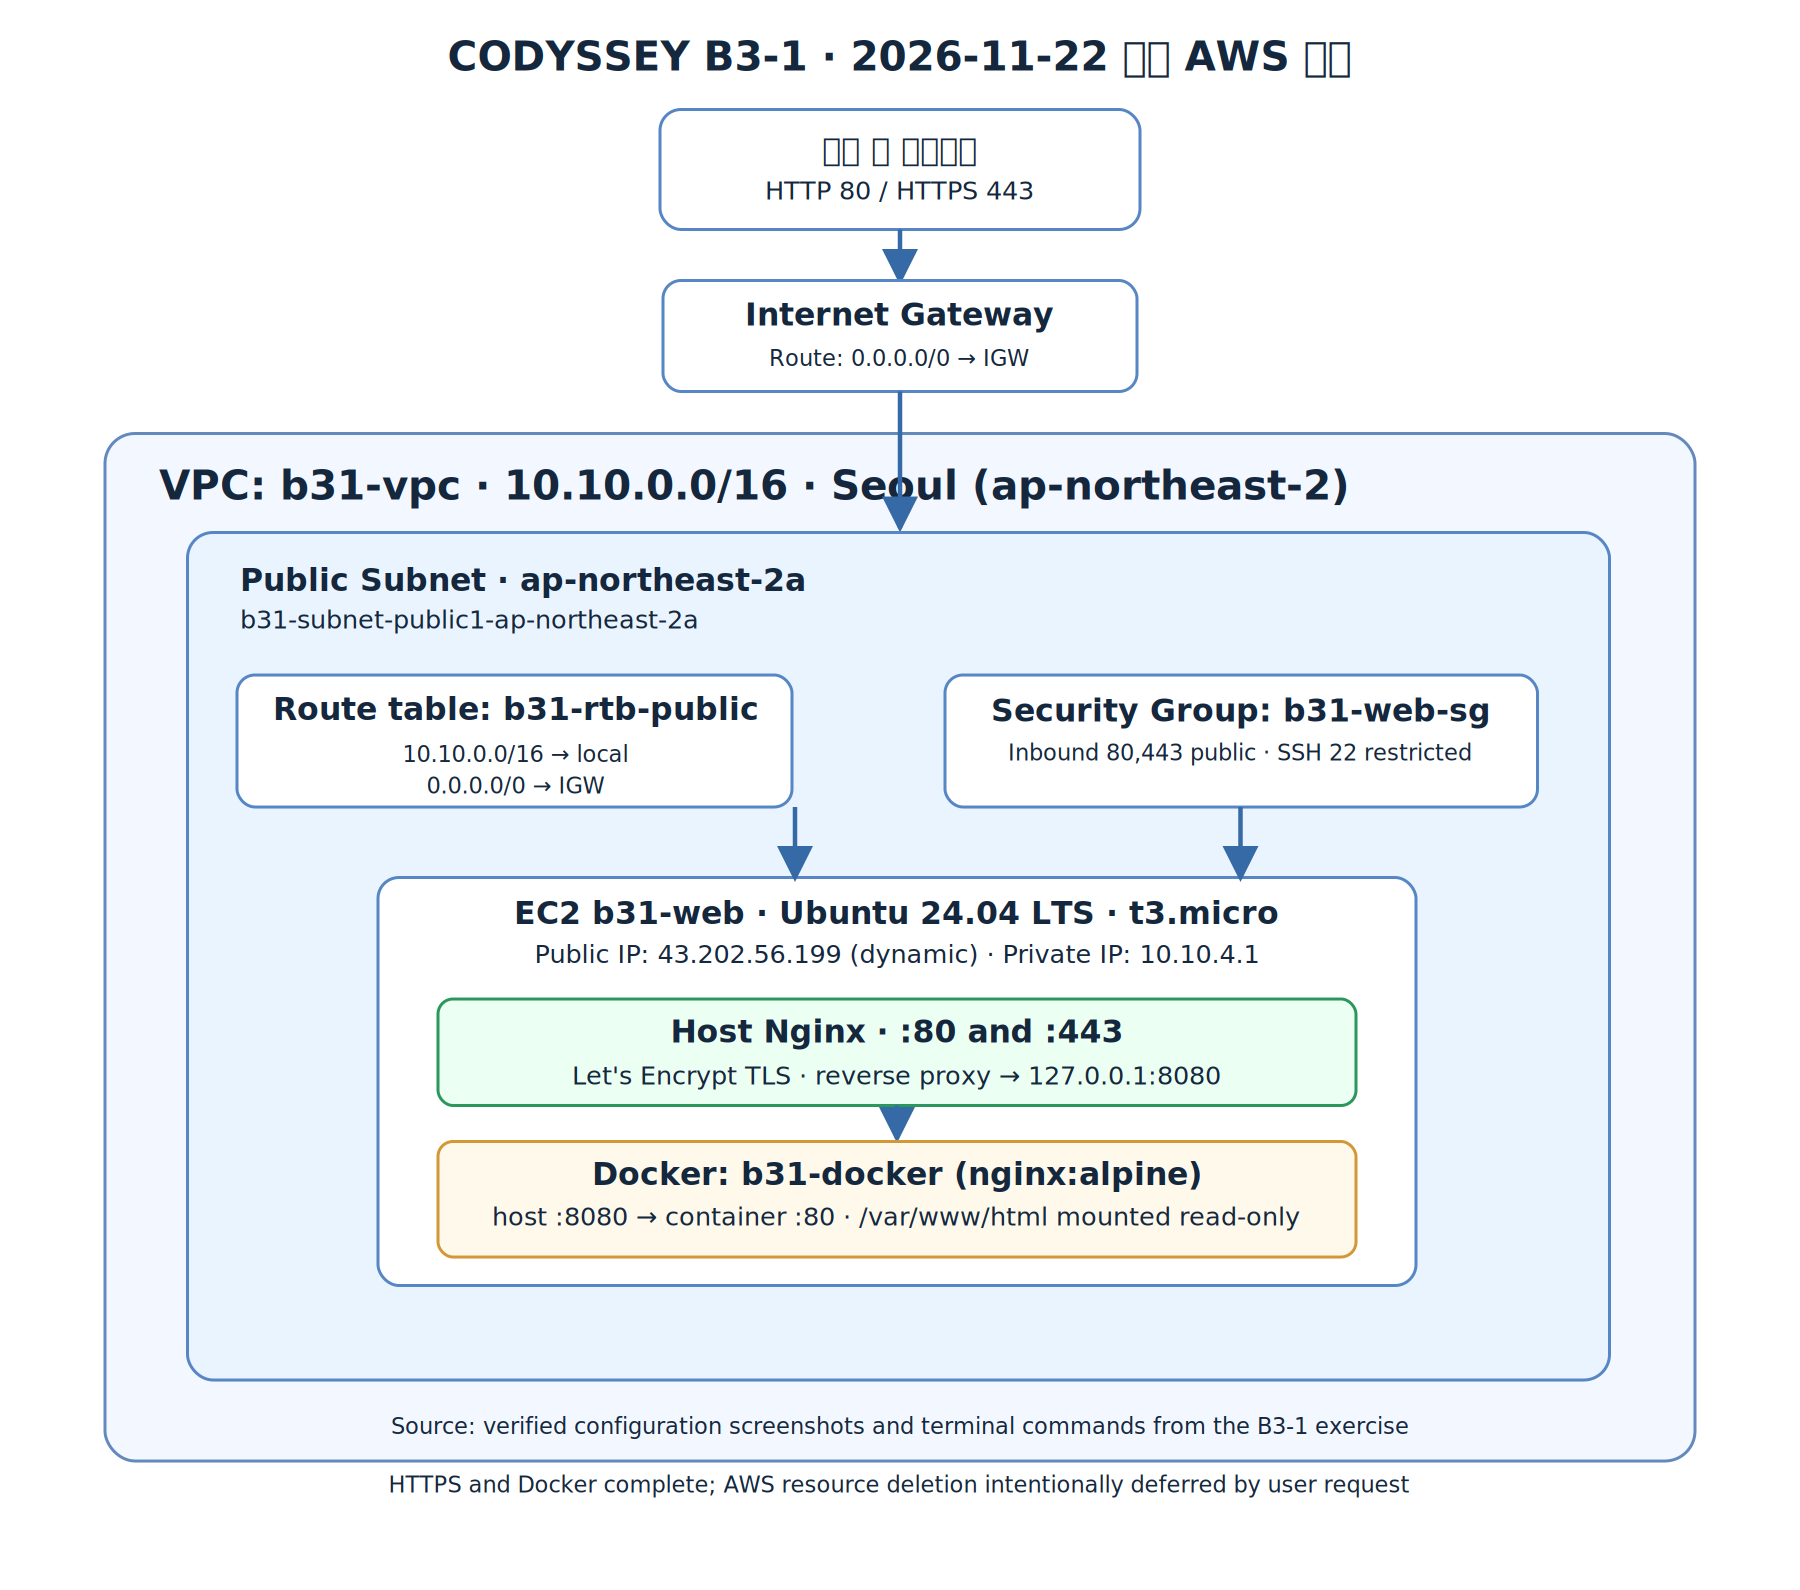 CODYSSEY B3-1 · 2026-11-22 AWS
HTTP 80 / HTTPS 443
Internet Gateway
Route: 0.0.0.0/0 → IGW
VPC: b31-vpc · 10.10.0.0/16 · Seoul (ap-northeast-2)
Public Subnet · ap-northeast-2a
b31-subnet-public1-ap-northeast-2a
Route table: b31-rtb-public
10.10.0.0/16 → local
0.0.0.0/0 → IGW
Security Group: b31-web-sg
Inbound 80,443 public · SSH 22 restricted
EC2 b31-web · Ubuntu 24.04 LTS · t3.micro
Public IP: 43.202.56.199 (dynamic) · Private IP: 10.10.4.1
Host Nginx · :80 and :443
Let's Encrypt TLS · reverse proxy → 127.0.0.1:8080
Docker: b31-docker (nginx:alpine)
host :8080 → container :80 · /var/www/html mounted read-only
Source: verified configuration screenshots and terminal commands from the B3-1 exercise
HTTPS and Docker complete; AWS resource deletion intentionally deferred by user request